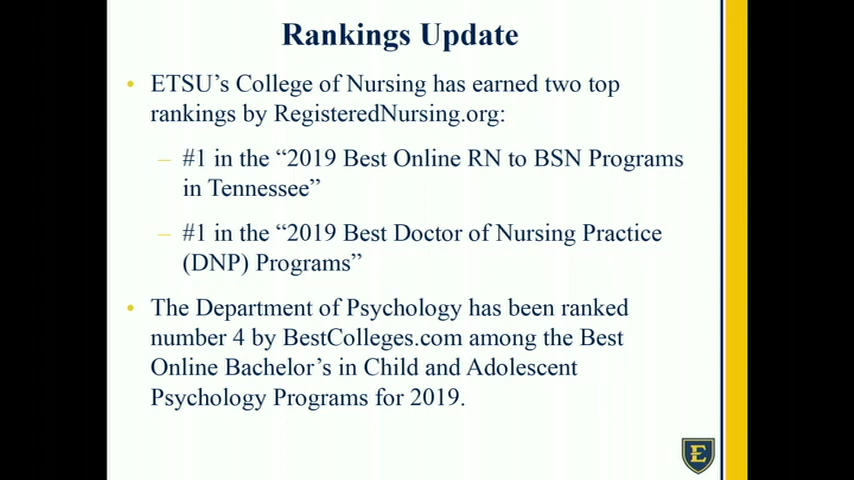 Rankings Update
• ETSU’s College of Nursing has earned two top
rankings by RegisteredNursing.org:
– #1 in the “2019 Best Online RN to BSN Programs
in Tennessee”
– #1 in the “2019 Best Doctor of Nursing Practice
(DNP) Programs”
• The Department of Psychology has been ranked
number 4 by BestColleges.com among the Best
Online Bachelor’s in Child and Adolescent
Psychology Programs for 2019.
E